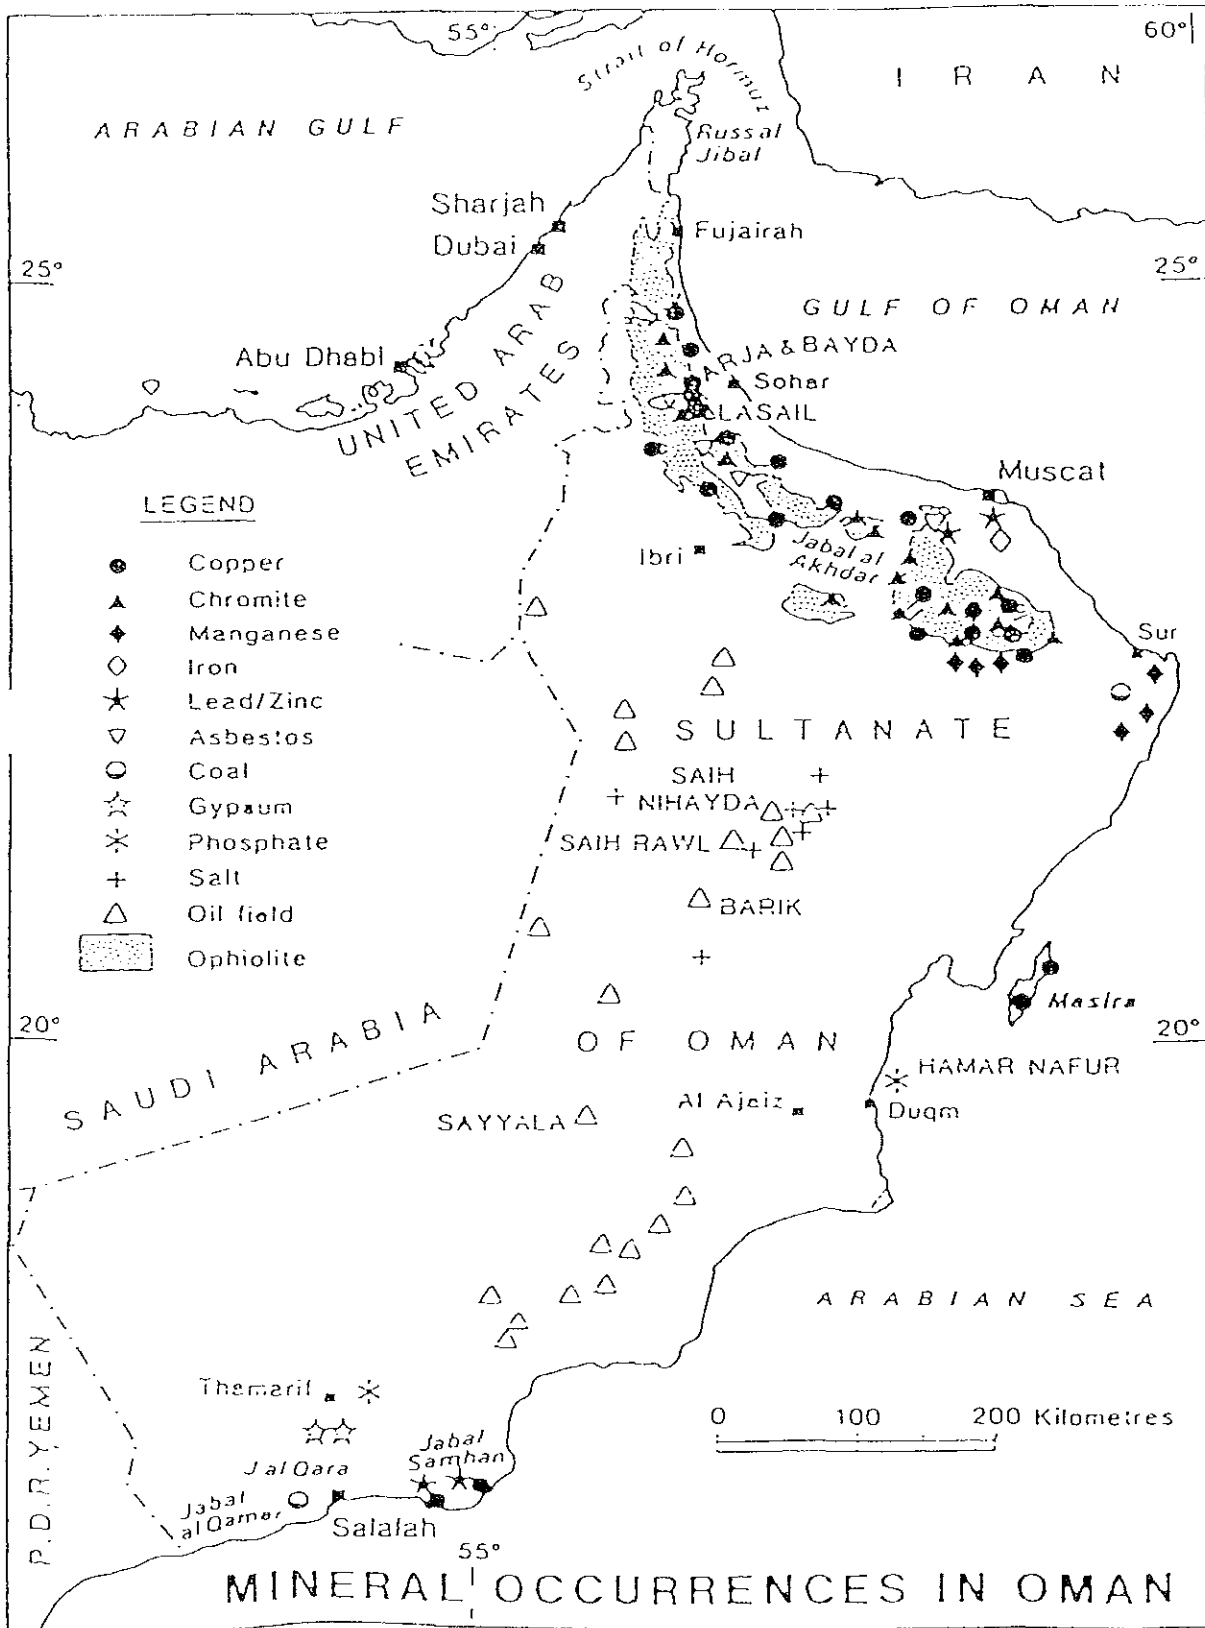 55°
60°
Strait of Hormuz
I R A N
ARABIAN GULF
Russal
Jibal
Sharjah
Fujairah
Dubai
25°
25°
GULF OF OMAN
UNITED ARAB
EMIRATES
ARJA & BAYDA
Abu Dhabi
Sohar
LASAIL
Muscat
LEGEND
Jabal al
Akhdar
Ibri
Copper
Chromite
Manganese
Sur
Iron
Lead/Zinc
SULTANATE
Asbestos
Coal
SAIH
Gypaum
NIHAYDA
Phosphate
SAIH RAWL
Salt
Oil field
BARIK
Ophiolite
Masira
20°
20°
SAUDI ARABIA
OF OMAN
HAMAR NAFUR
Al Ajaiz
Duqm
SAYYALA
ARABIAN SEA
P.D.R. YEMEN
Thamarit
0 100 200 Kilometres
Jabal
Samhan
J al Qara
Jabal
al Qamar
Salalah
55°
MINERAL OCCURRENCES IN OMAN